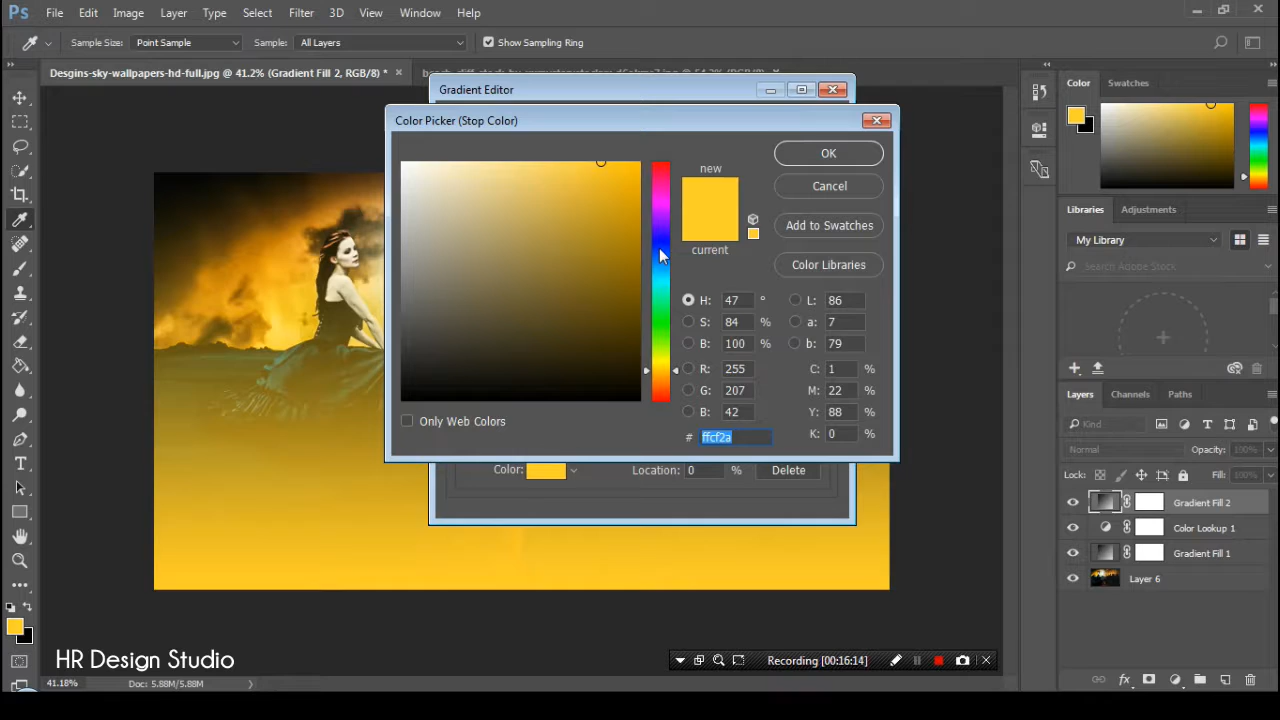 Ps File Edit Image Layer Type Select Filter 3D View Window Help
Sample Size: Point Sample Sample: All Layers Show Sampling Ring
Desgins-sky-wallpapers-hd-full.jpg @ 41.2% (Gradient Fill 2, RGB/8) *
Gradient Editor
Color Swatches
Color Picker (Stop Color)
new
OK
Cancel
Add to Swatches
current
Color Libraries
H: 47 °
L: 86
S: 84 %
a: 7
B: 100 %
b: 79
R: 255
C: 1 %
G: 207
M: 22 %
B: 42
Y: 88 %
# ffcf2a
K: 0 %
Only Web Colors
Color: Location: 0 % Delete
Libraries Adjustments
My Library
Search Adobe Stock
Layers Channels Paths
Kind
Normal Opacity: 100%
Lock: Fill: 100%
Gradient Fill 2
Color Lookup 1
Gradient Fill 1
Layer 6
HR Design Studio
Recording [00:16:14]
41.18% Doc: 5.88M/5.88M